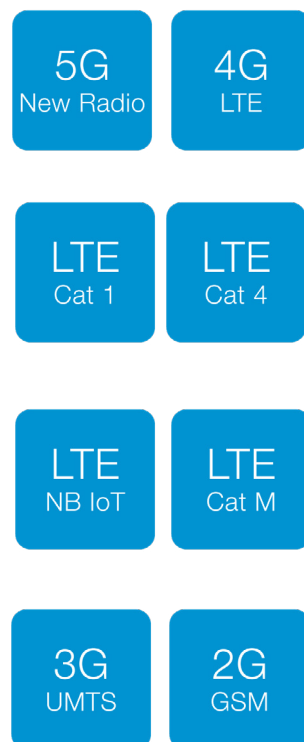 5G
New Radio
4G
LTE
LTE
Cat 1
LTE
Cat 4
LTE
NB IoT
LTE
Cat M
3G
UMTS
2G
GSM